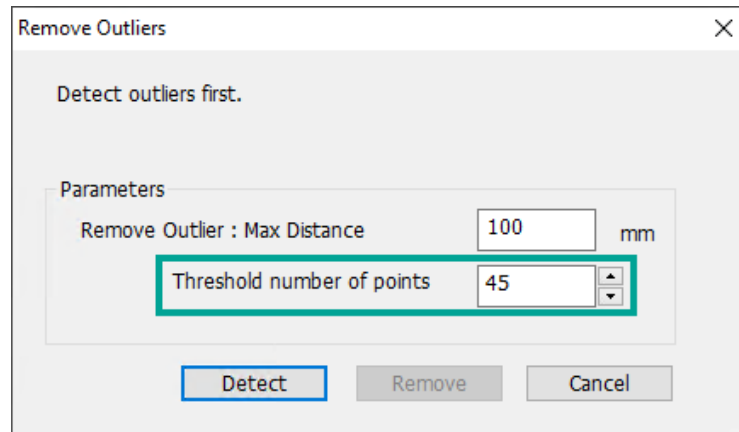 Remove Outliers
Detect outliers first.
Parameters
Remove Outlier : Max Distance 100 mm
Threshold number of points 45
Detect Remove Cancel